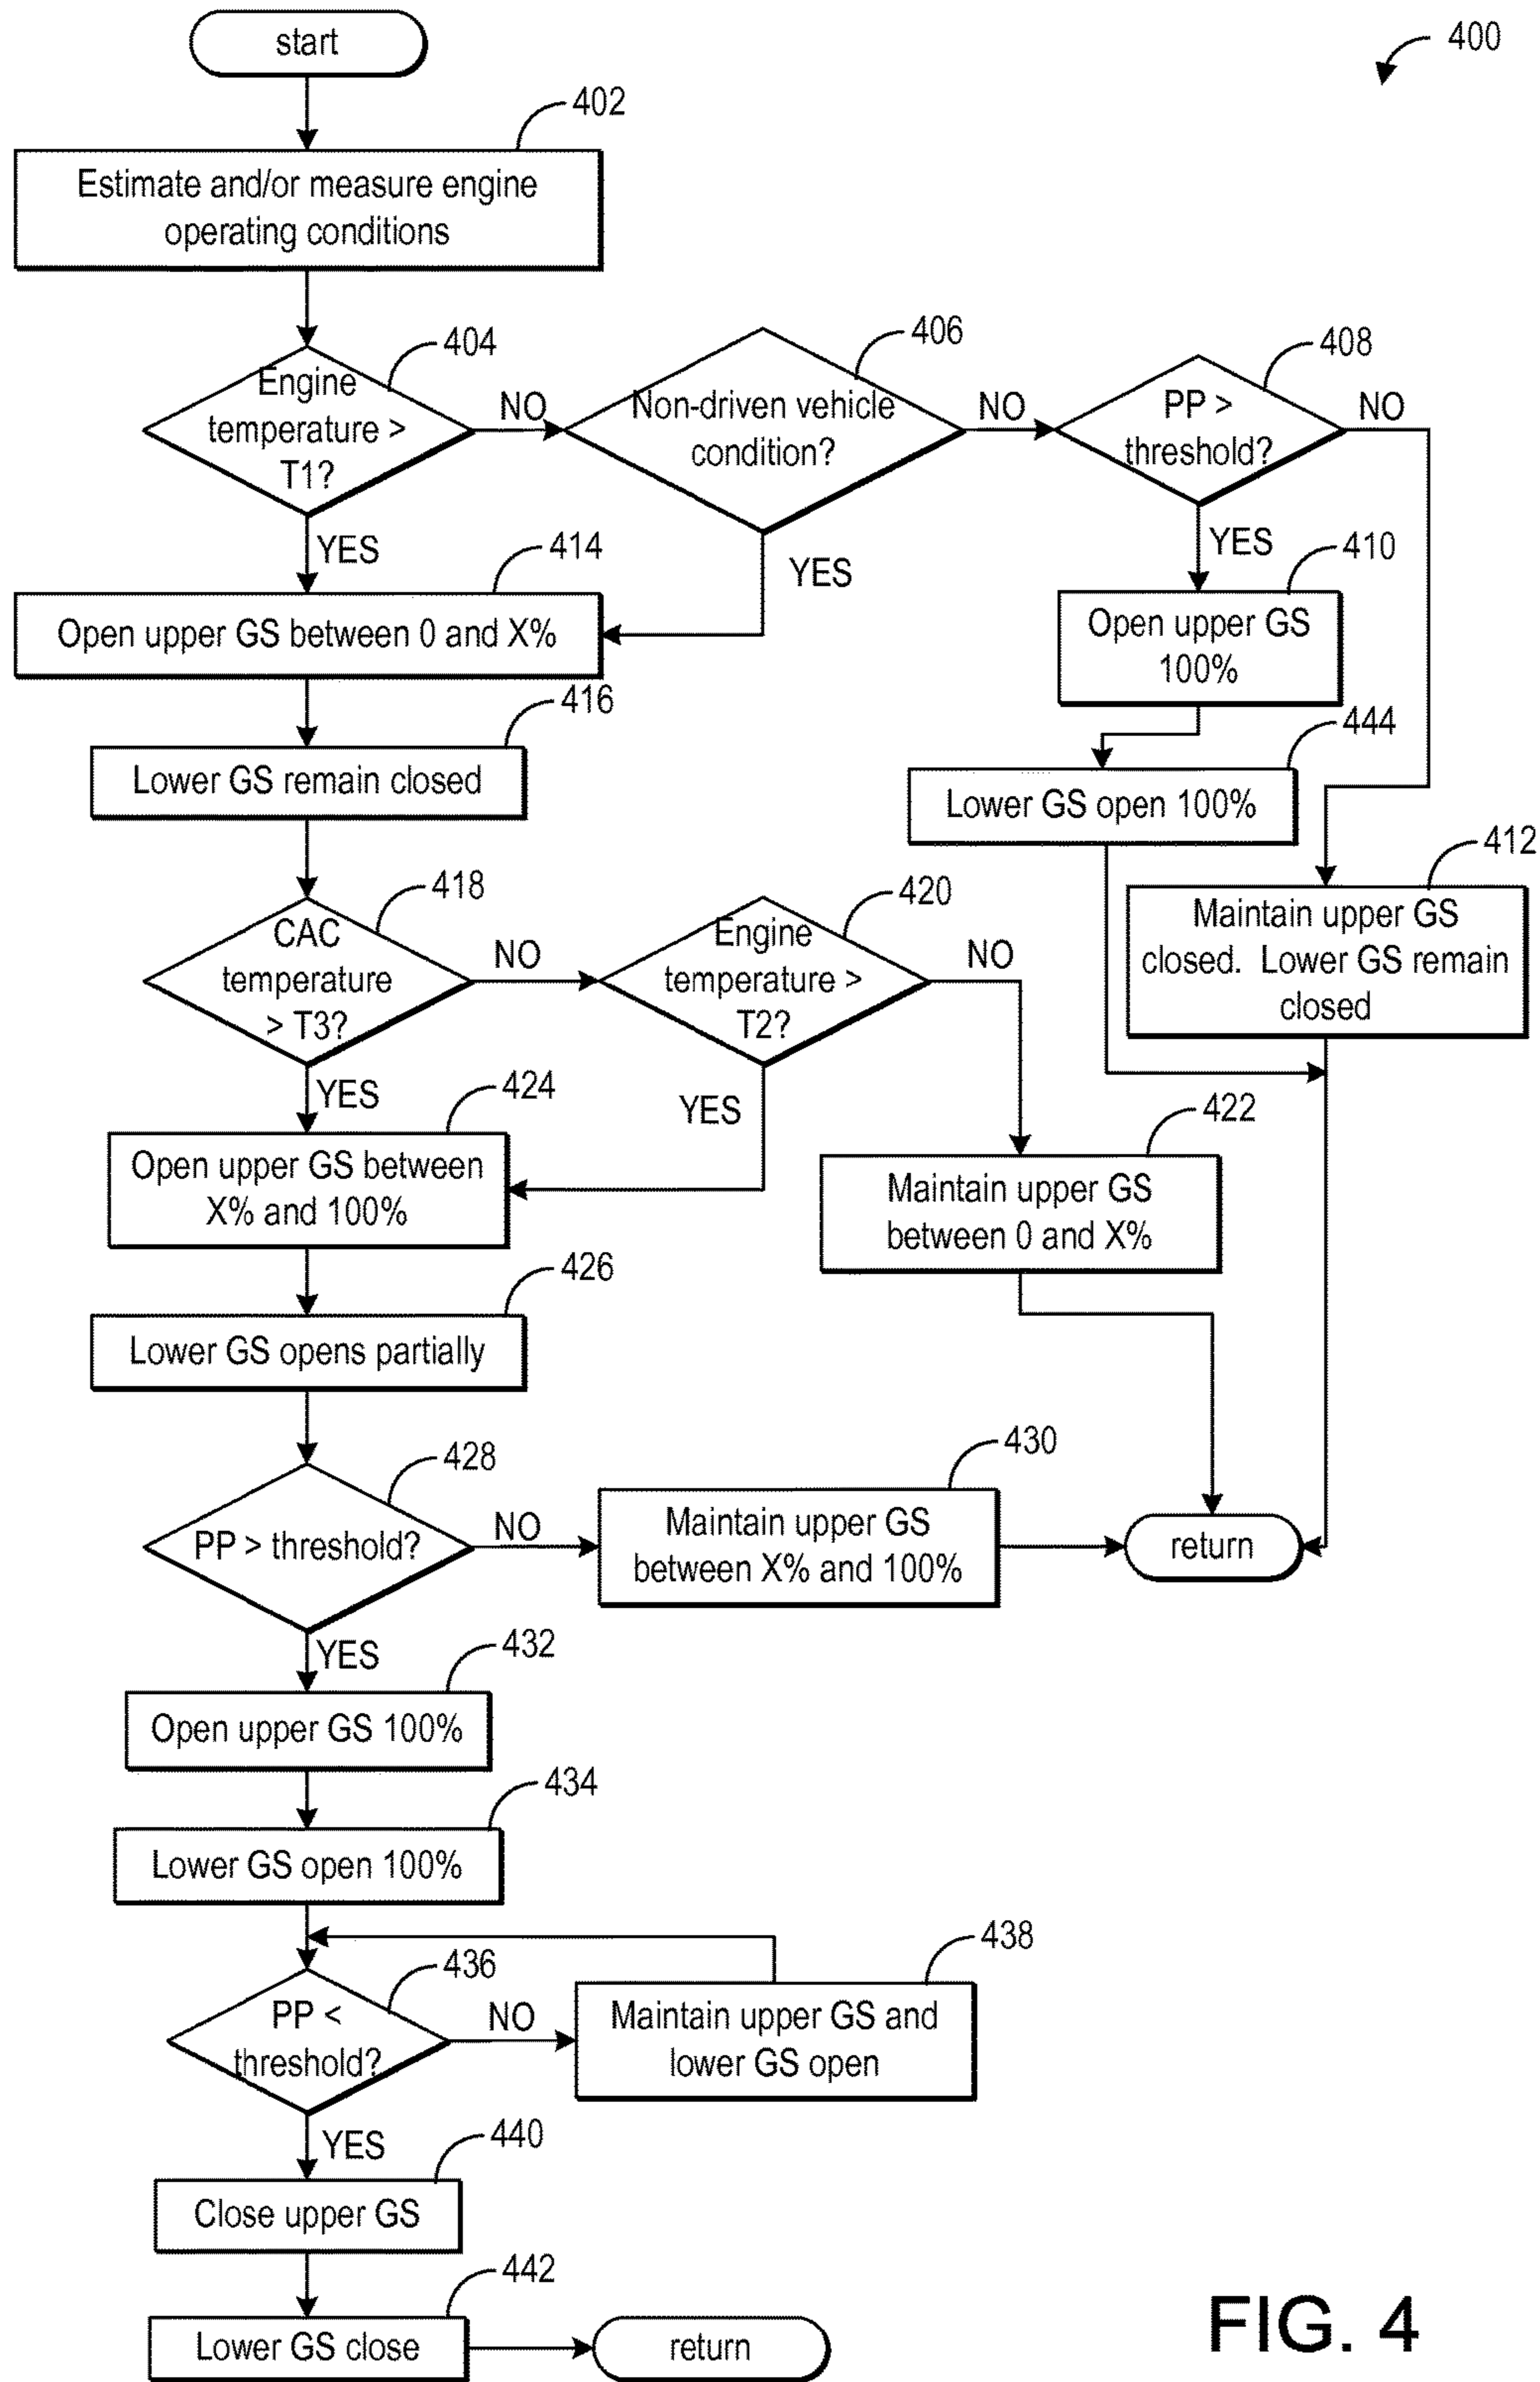 start
400
402
Estimate and/or measure engine
operating conditions
404
Engine
temperature >
T1?
NO
406
Non-driven vehicle
condition?
NO
408
PP >
threshold?
NO
YES
414
Open upper GS between 0 and X%
YES
YES
410
Open upper GS
100%
416
Lower GS remain closed
444
Lower GS open 100%
412
Maintain upper GS
closed. Lower GS remain
closed
418
CAC
temperature
> T3?
NO
420
Engine
temperature >
T2?
NO
YES
424
Open upper GS between
X% and 100%
YES
422
Maintain upper GS
between 0 and X%
426
Lower GS opens partially
428
PP > threshold?
NO
430
Maintain upper GS
between X% and 100%
return
YES
432
Open upper GS 100%
434
Lower GS open 100%
436
PP <
threshold?
NO
438
Maintain upper GS and
lower GS open
YES
440
Close upper GS
442
Lower GS close
return
FIG. 4